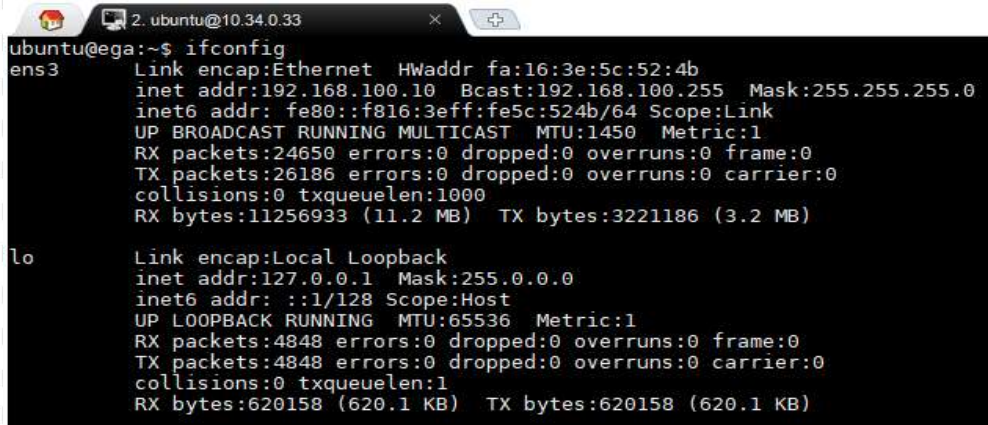 2. ubuntu@10.34.0.33
ubuntu@ega:~$ ifconfig
ens3      Link encap:Ethernet  HWaddr fa:16:3e:5c:52:4b
          inet addr:192.168.100.10  Bcast:192.168.100.255  Mask:255.255.255.0
          inet6 addr: fe80::f816:3eff:fe5c:524b/64 Scope:Link
          UP BROADCAST RUNNING MULTICAST  MTU:1450  Metric:1
          RX packets:24650 errors:0 dropped:0 overruns:0 frame:0
          TX packets:26186 errors:0 dropped:0 overruns:0 carrier:0
          collisions:0 txqueuelen:1000
          RX bytes:11256933 (11.2 MB)  TX bytes:3221186 (3.2 MB)

lo        Link encap:Local Loopback
          inet addr:127.0.0.1  Mask:255.0.0.0
          inet6 addr: ::1/128 Scope:Host
          UP LOOPBACK RUNNING  MTU:65536  Metric:1
          RX packets:4848 errors:0 dropped:0 overruns:0 frame:0
          TX packets:4848 errors:0 dropped:0 overruns:0 carrier:0
          collisions:0 txqueuelen:1
          RX bytes:620158 (620.1 KB)  TX bytes:620158 (620.1 KB)